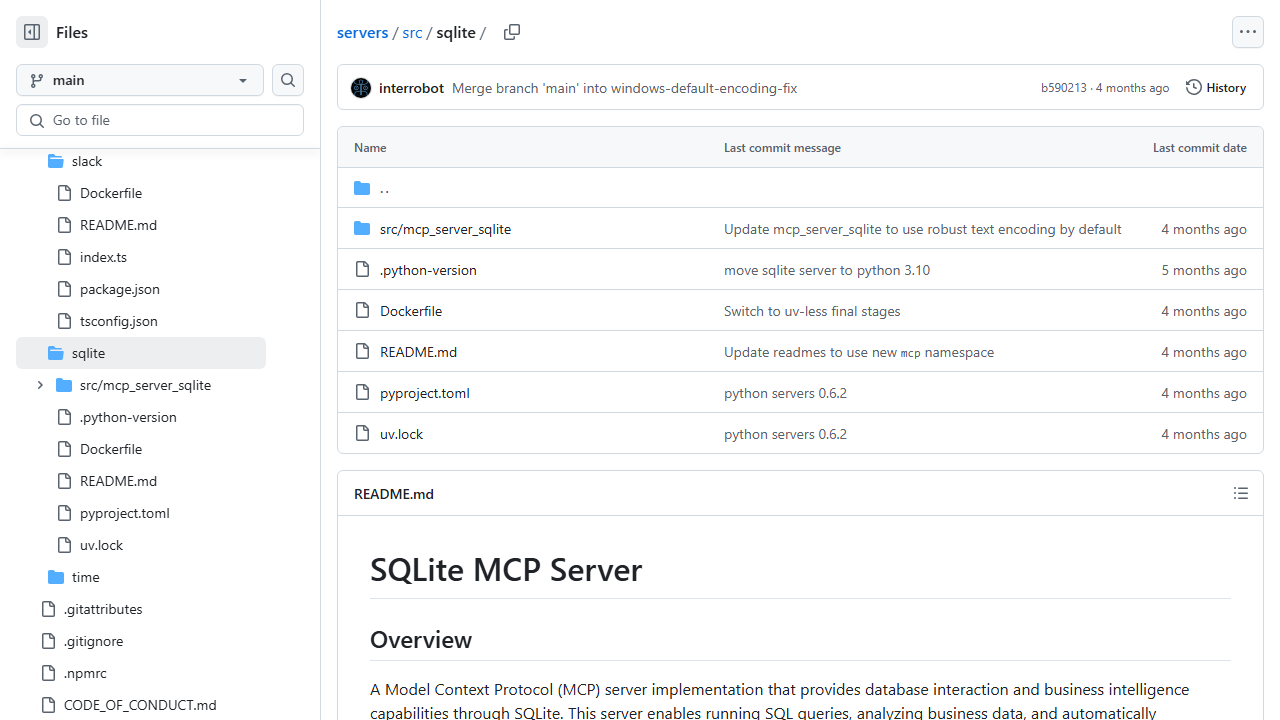 Files
main
Go to file
slack
Dockerfile
README.md
index.ts
package.json
tsconfig.json
sqlite
src/mcp_server_sqlite
.python-version
Dockerfile
README.md
pyproject.toml
uv.lock
time
.gitattributes
.gitignore
.npmrc
CODE_OF_CONDUCT.md
servers / src / sqlite /
interrobot Merge branch 'main' into windows-default-encoding-fix b590213 · 4 months ago History
Name Last commit message Last commit date
..
src/mcp_server_sqlite Update mcp_server_sqlite to use robust text encoding by default 4 months ago
.python-version move sqlite server to python 3.10 5 months ago
Dockerfile Switch to uv-less final stages 4 months ago
README.md Update readmes to use new mcp namespace 4 months ago
pyproject.toml python servers 0.6.2 4 months ago
uv.lock python servers 0.6.2 4 months ago
README.md
SQLite MCP Server
Overview
A Model Context Protocol (MCP) server implementation that provides database interaction and business intelligence
capabilities through SQLite. This server enables running SQL queries, analyzing business data, and automatically